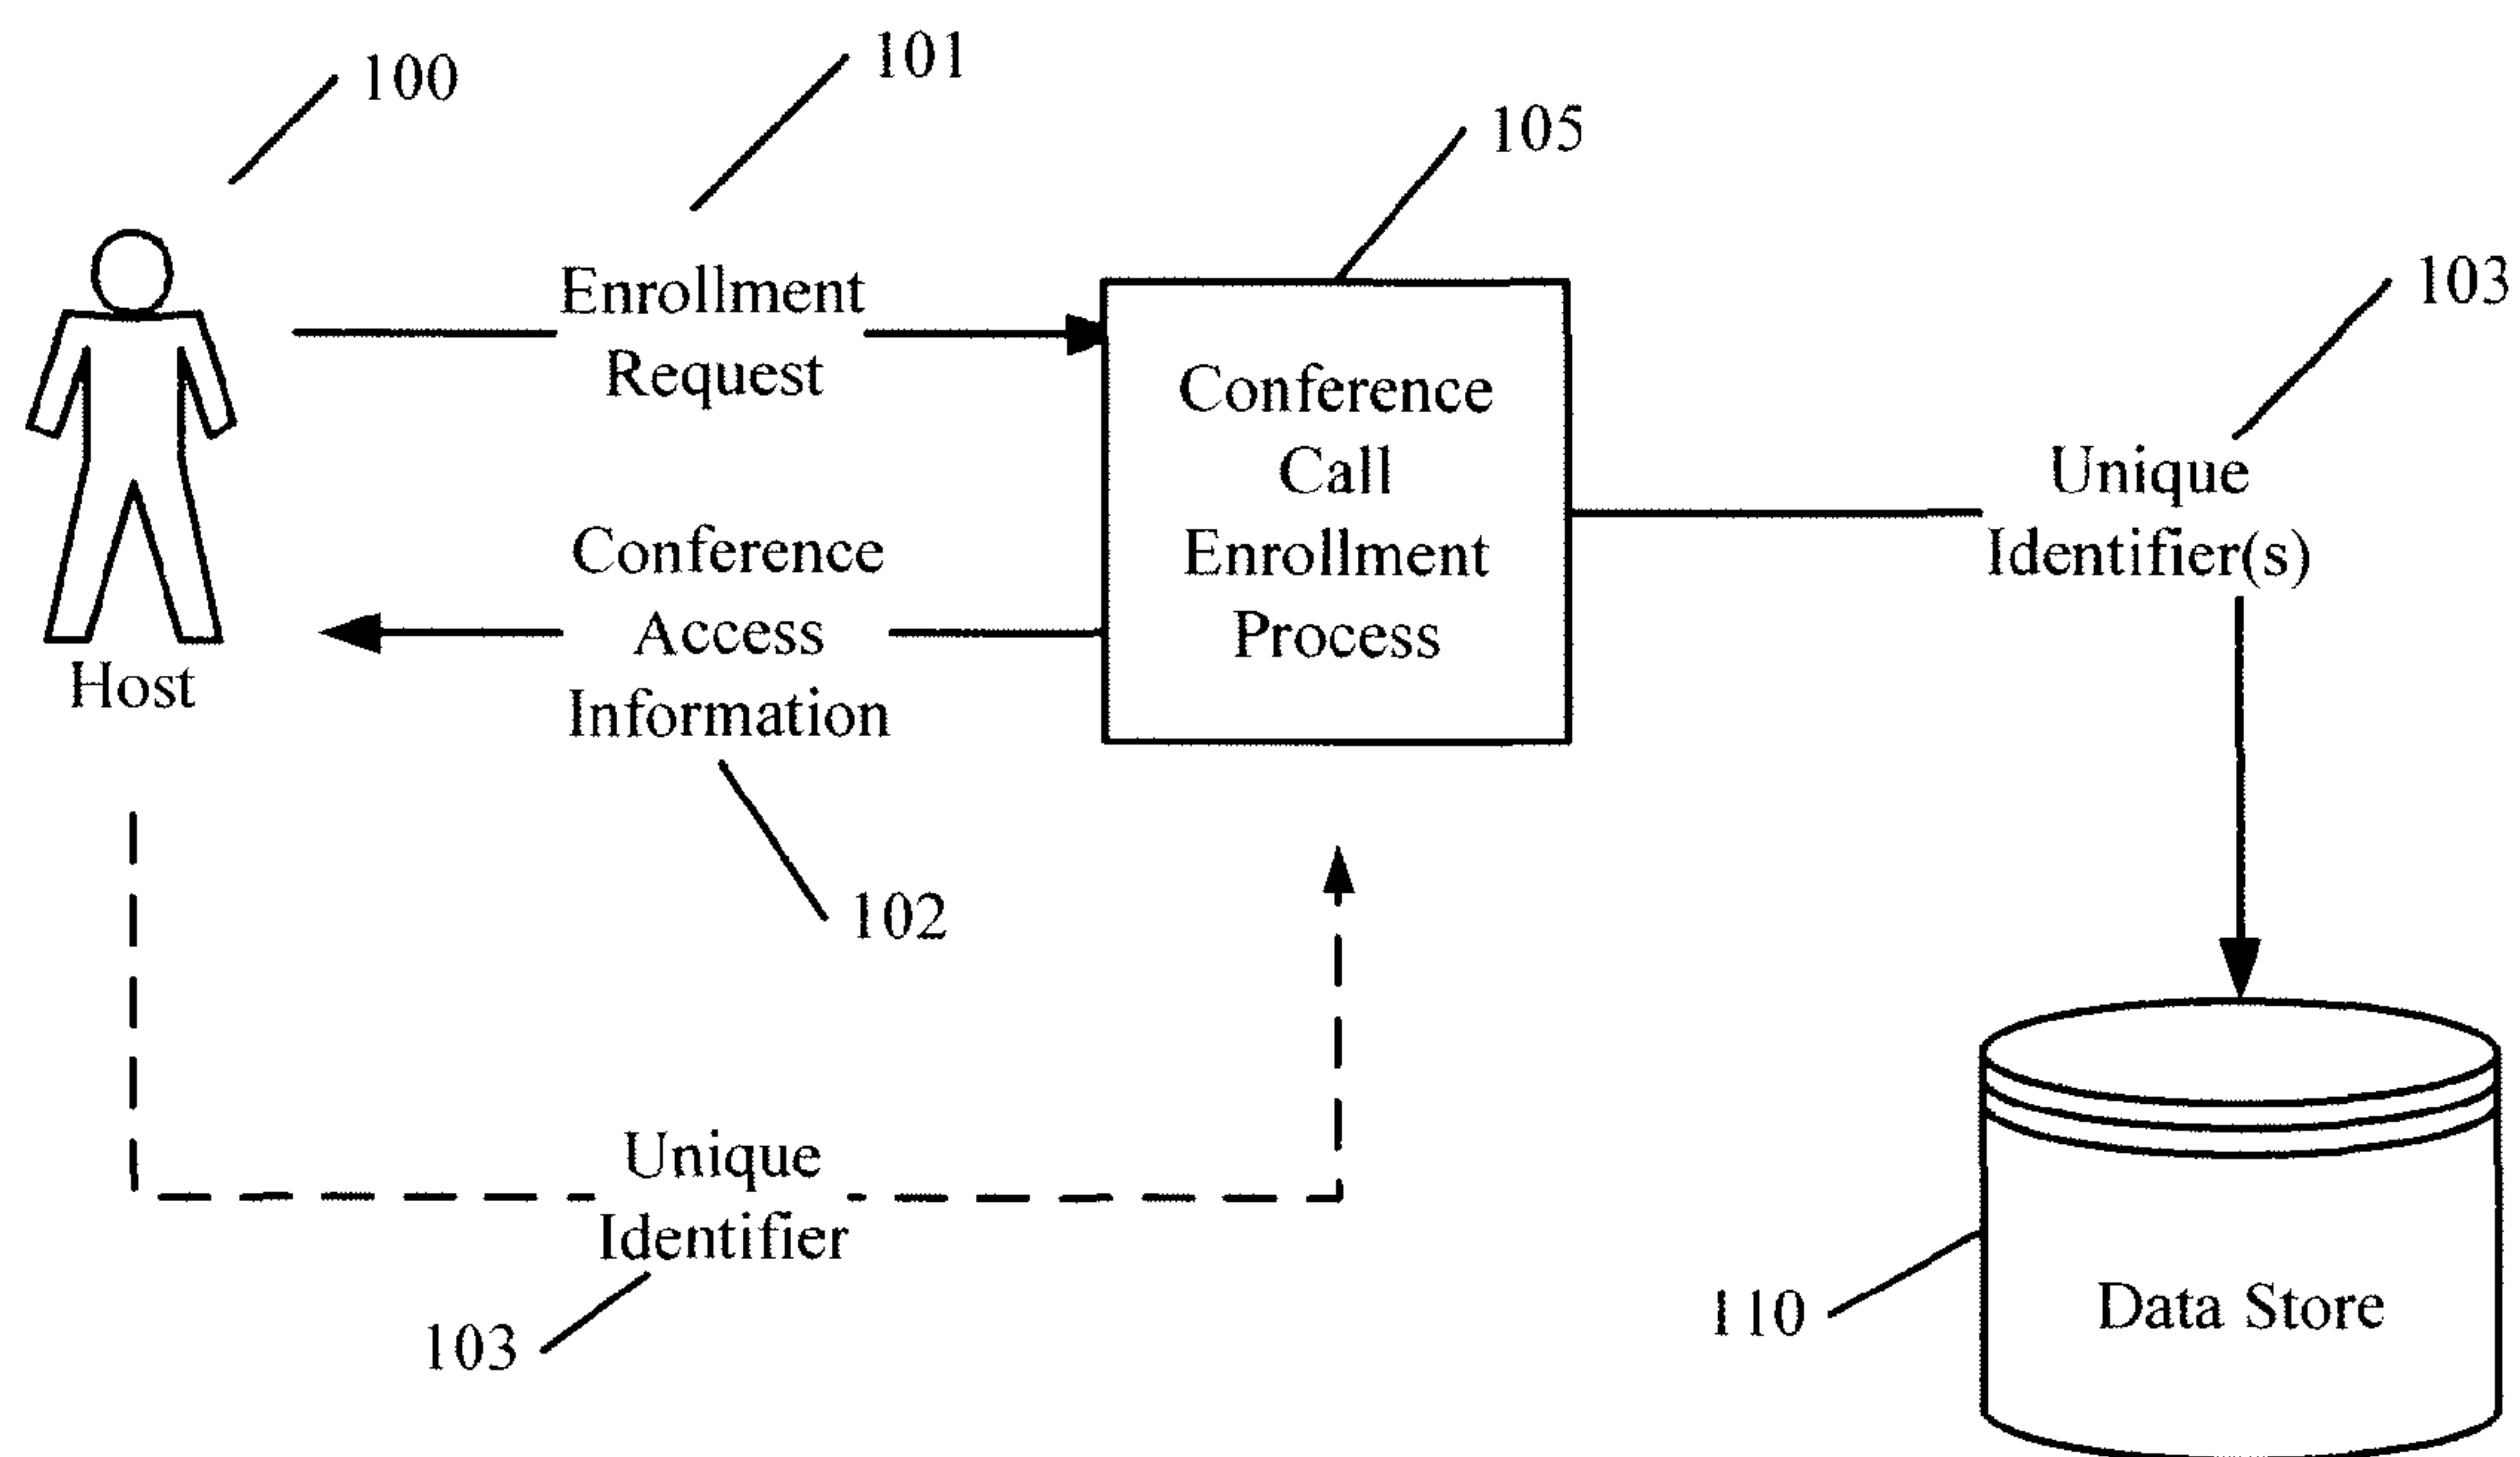 100
101
105
103
Enrollment
Request
Conference
Call
Enrollment
Process
Unique
Identifier(s)
Conference
Access
Information
Host
102
Unique
Identifier
103
110
Data Store